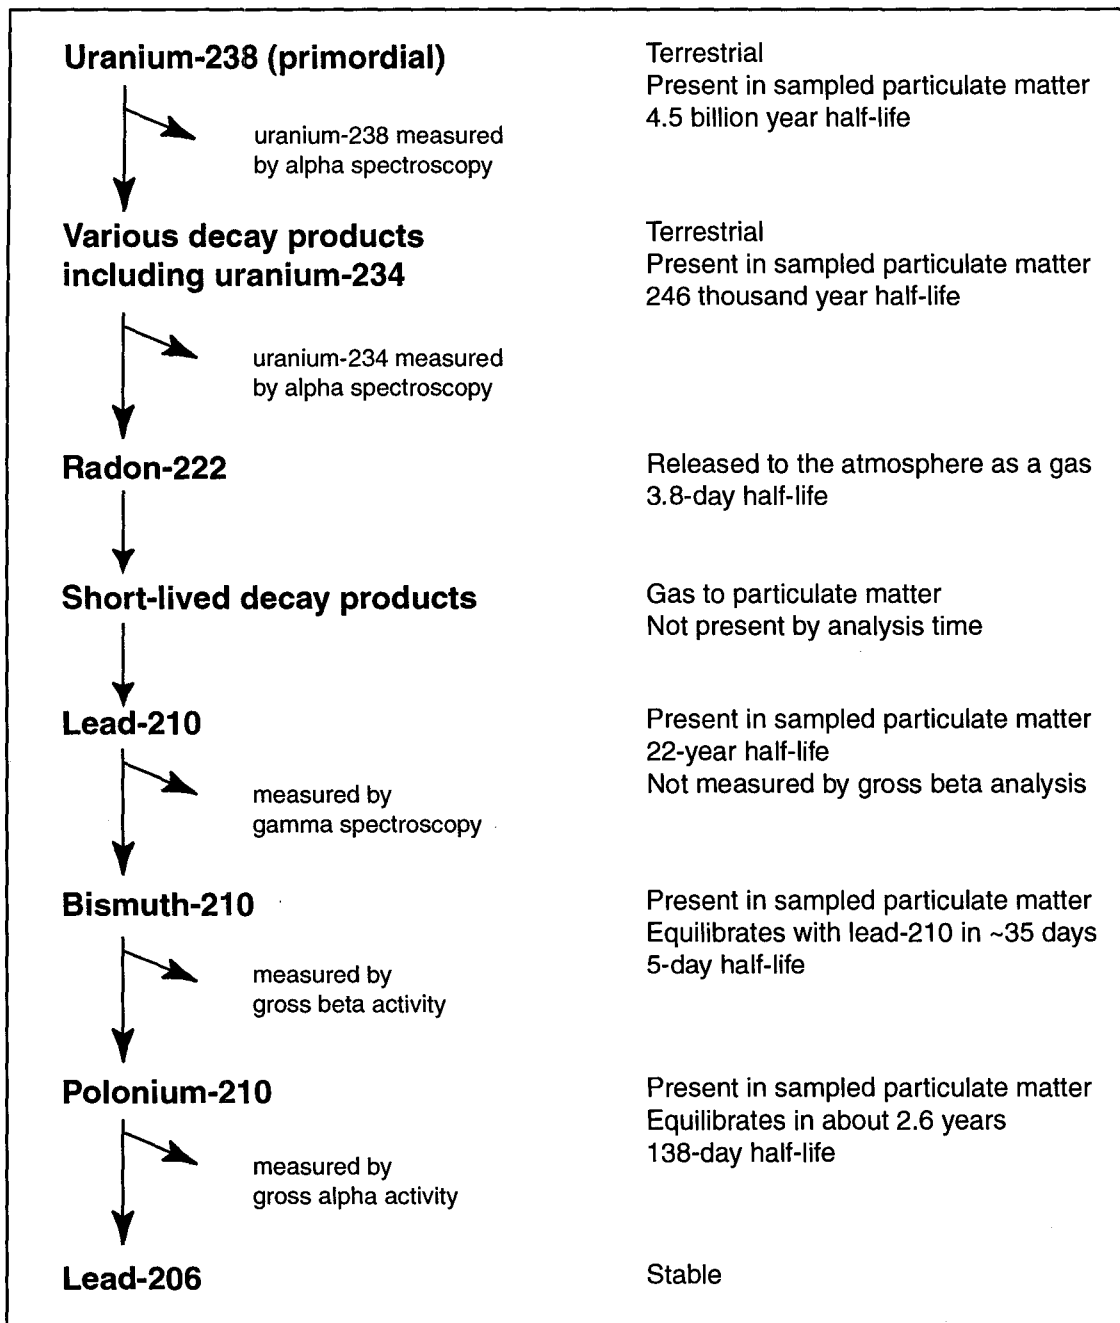 Uranium-238 (primordial)
Terrestrial
Present in sampled particulate matter
4.5 billion year half-life
uranium-238 measured
by alpha spectroscopy
Various decay products
including uranium-234
Terrestrial
Present in sampled particulate matter
246 thousand year half-life
uranium-234 measured
by alpha spectroscopy
Radon-222
Released to the atmosphere as a gas
3.8-day half-life
Short-lived decay products
Gas to particulate matter
Not present by analysis time
Lead-210
Present in sampled particulate matter
22-year half-life
Not measured by gross beta analysis
measured by
gamma spectroscopy
Bismuth-210
Present in sampled particulate matter
Equilibrates with lead-210 in ~35 days
5-day half-life
measured by
gross beta activity
Polonium-210
Present in sampled particulate matter
Equilibrates in about 2.6 years
138-day half-life
measured by
gross alpha activity
Lead-206
Stable